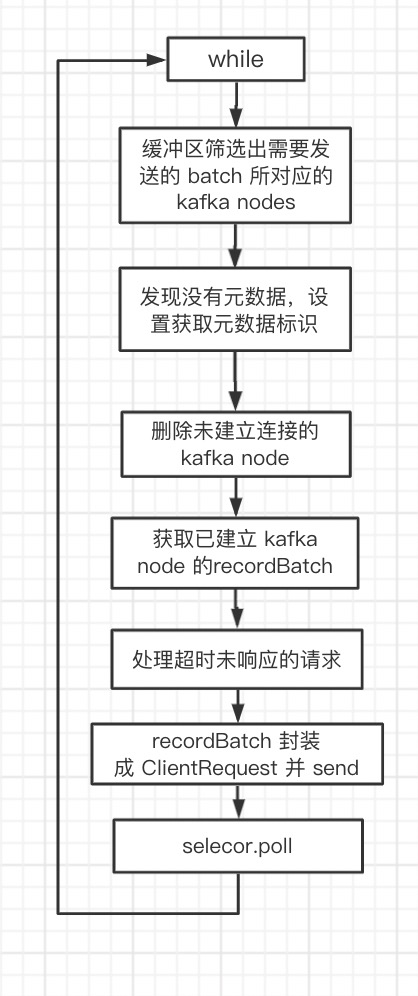 while
缓冲区筛选出需要发
送的 batch 所对应的
kafka nodes
发现没有元数据，设
置获取元数据标识
删除未建立连接的
kafka node
获取已建立 kafka
node 的recordBatch
处理超时未响应的请求
recordBatch 封装
成 ClientRequest 并 send
selecor.poll